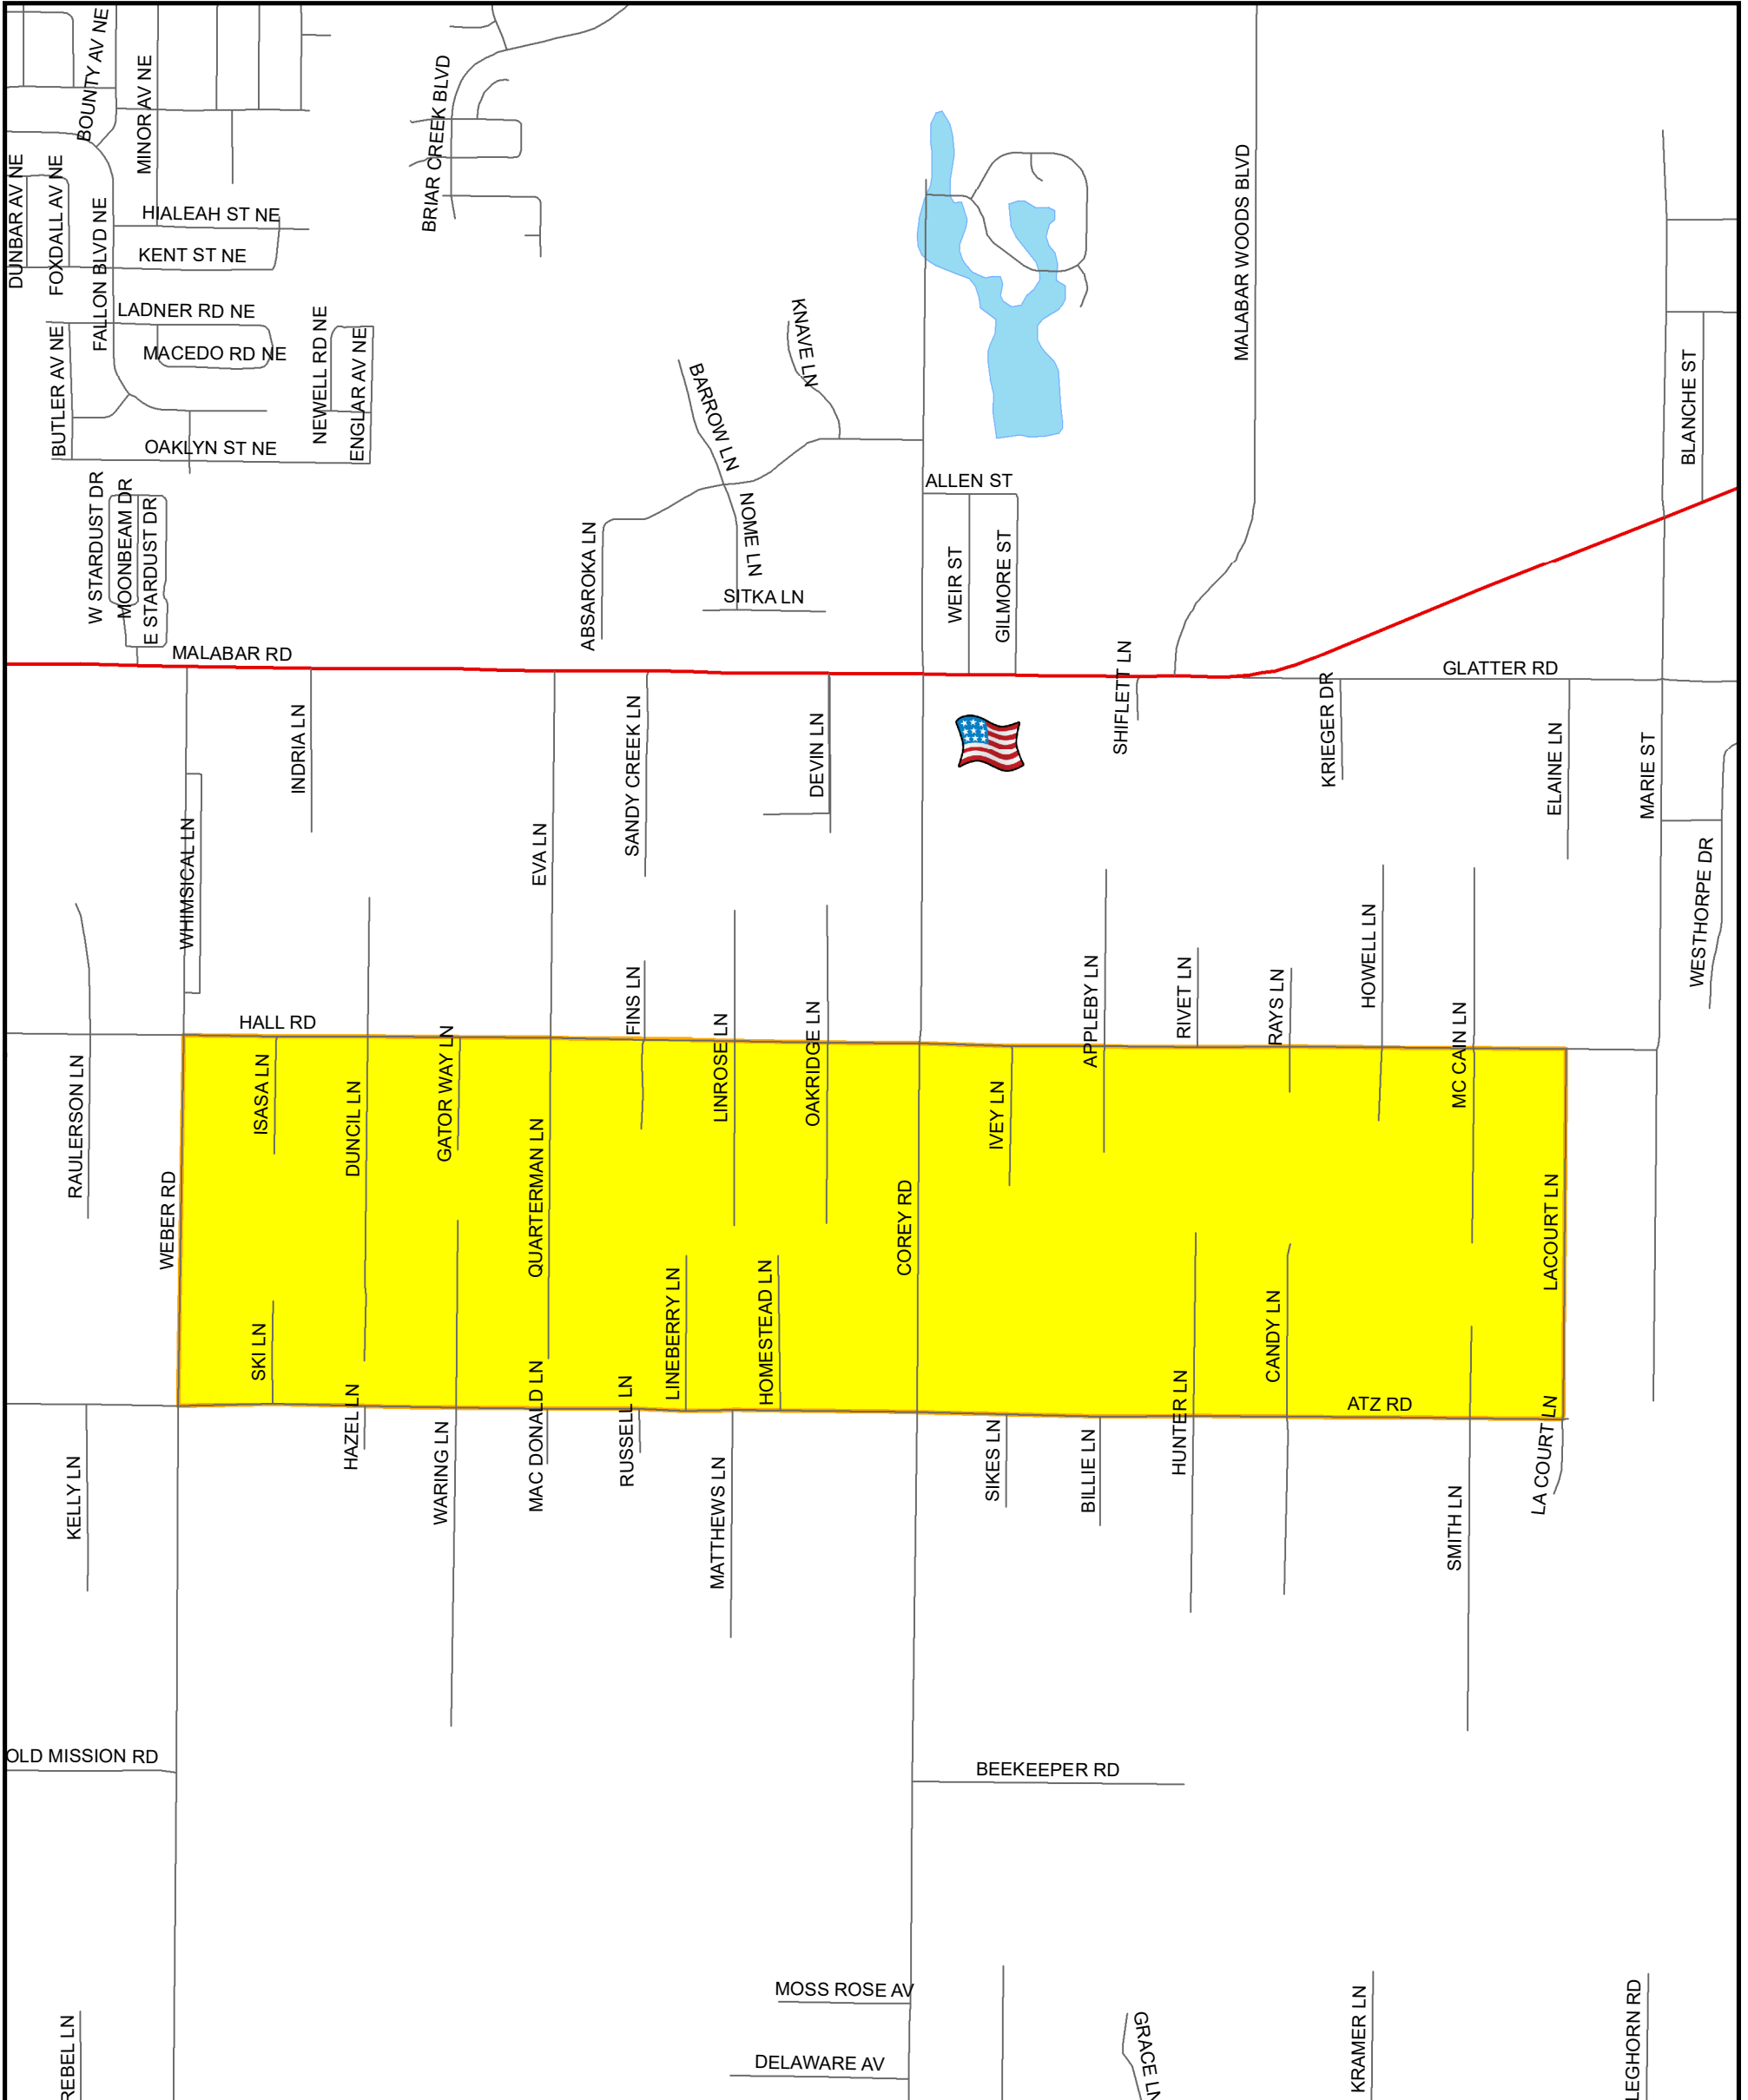 BOUNTY AV NE
MINOR AV NE
BRIAR CREEK BLVD
DUNBAR AV NE
FOXDALL AV NE
FALLON BLVD NE
HIALEAH ST NE
KENT ST NE
MALABAR WOODS BLVD
LADNER RD NE
MACEDO RD NE
BUTLER AV NE
NEWELL RD NE
ENGLAR AV NE
KNAVE LN
BARROW LN
BLANCHE ST
OAKLYN ST NE
W STARDUST DR
MOONBEAM DR
E STARDUST DR
ALLEN ST
NOME LN
ABSAROKA LN
SITKA LN
WEIR ST
GILMORE ST
MALABAR RD
SHIFLETT LN
GLATTER RD
INDRIA LN
SANDY CREEK LN
DEVIN LN
KRIEGER DR
ELAINE LN
MARIE ST
WHIMSICAL LN
EVA LN
WESTHORPE DR
FINS LN
APPLEBY LN
RIVET LN
RAYS LN
HOWELL LN
HALL RD
RAULERSON LN
ISASA LN
DUNCIL LN
GATOR WAY LN
LINROSE LN
OAKRIDGE LN
IVEY LN
MC CAIN LN
WEBER RD
QUARTERMAN LN
COREY RD
LACOURT LN
SKI LN
LINEBERRY LN
HOMESTEAD LN
CANDY LN
HAZEL LN
MAC DONALD LN
RUSSELL LN
HUNTER LN
ATZ RD
LA COURT LN
KELLY LN
WARING LN
MATTHEWS LN
SIKES LN
BILLIE LN
SMITH LN
OLD MISSION RD
BEEKEEPER RD
MOSS ROSE AV
REBEL LN
DELAWARE AV
GRACE LN
KRAMER LN
LEGHORN RD